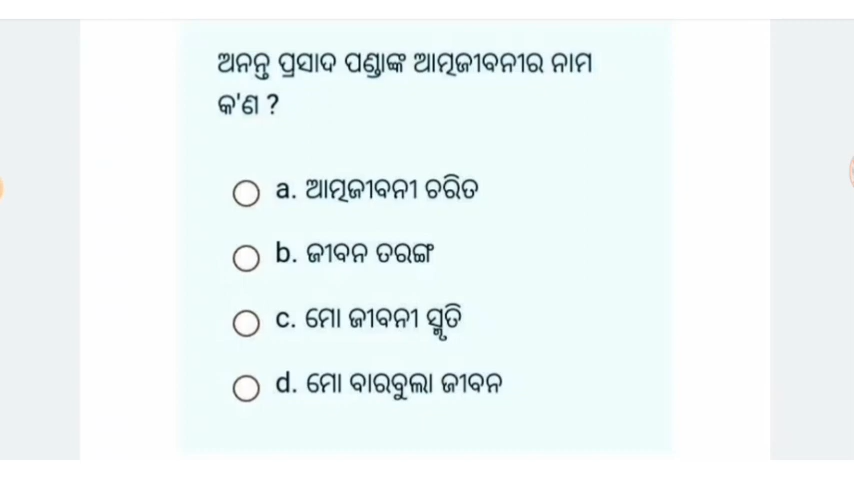 ଅନନ୍ତ ପ୍ରସାଦ ପଣ୍ଡାଙ୍କ ଆତ୍ମଜୀବନୀର ନାମ
କ'ଣ ?
a. ଆତ୍ମଜୀବନୀ ଚରିତ
b. ଜୀବନ ତରଙ୍ଗ
c. ମୋ ଜୀବନୀ ସ୍ମୃତି
d. ମୋ ବାରବୁଲା ଜୀବନ